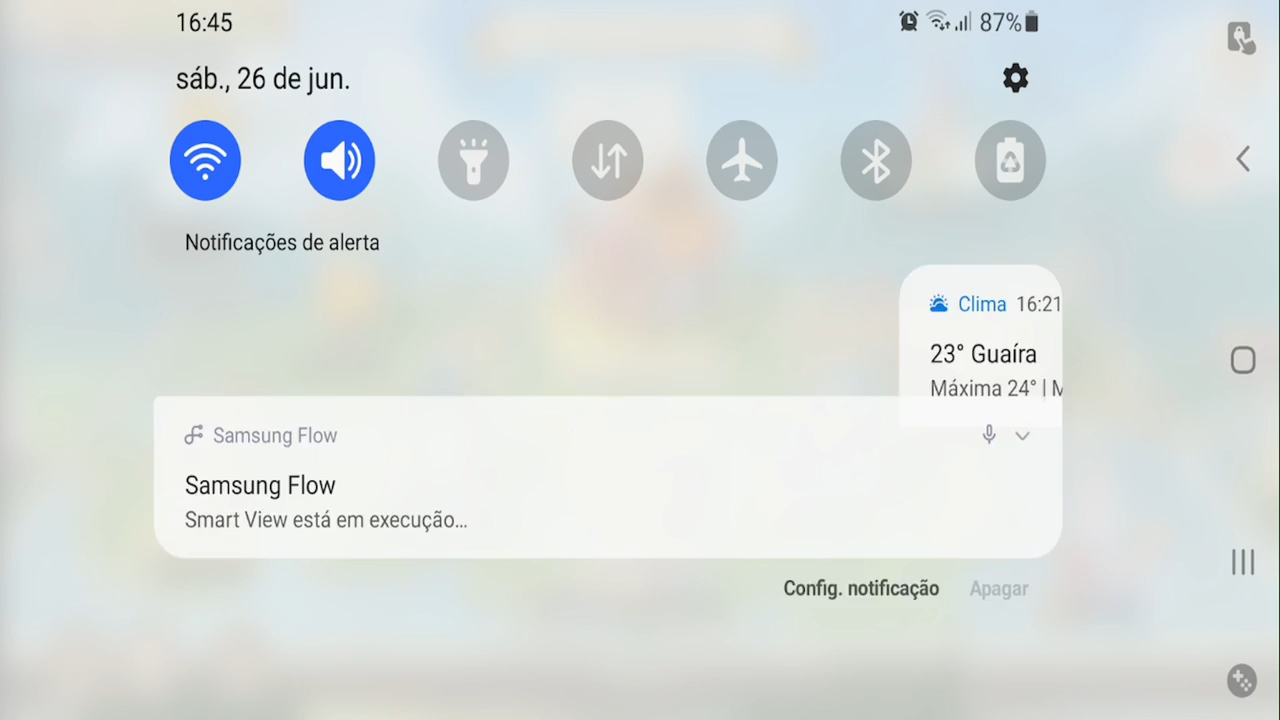 16:45
87%
sáb., 26 de jun.
Notificações de alerta
Clima 16:21
23° Guaíra
Máxima 24° | M
Samsung Flow
Samsung Flow
Smart View está em execução...
Config. notificação
Apagar